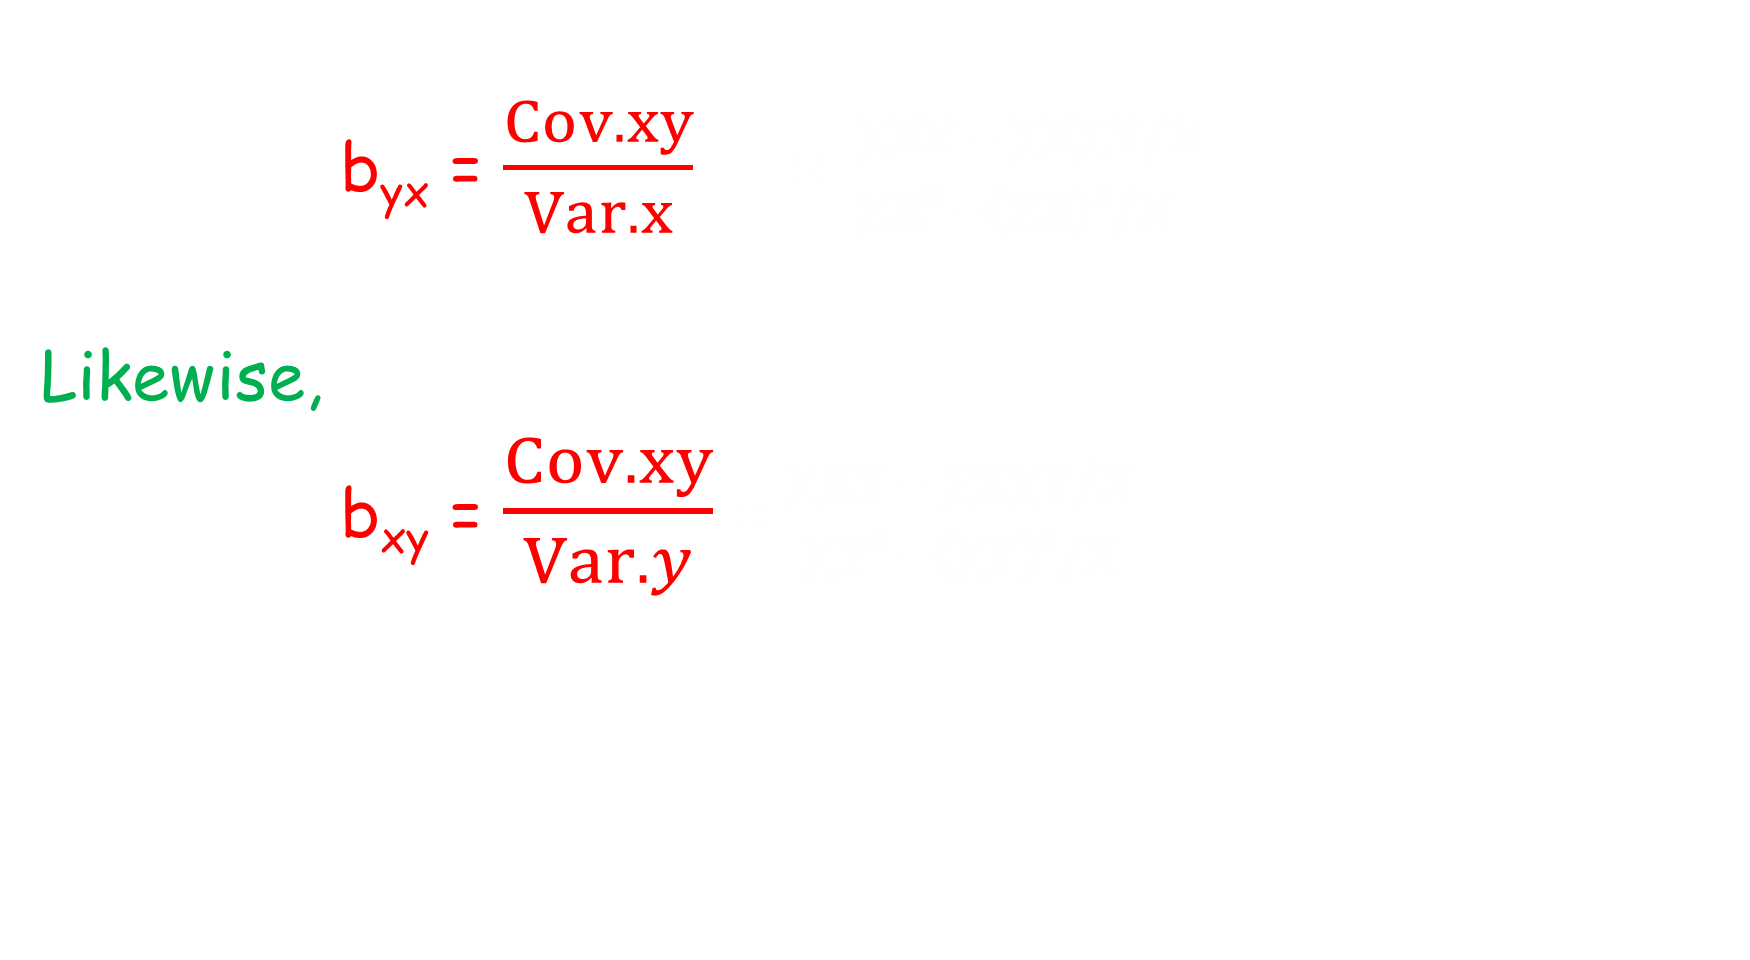 b_yx = Cov.xy / Var.x
Likewise,
b_xy = Cov.xy / Var.y